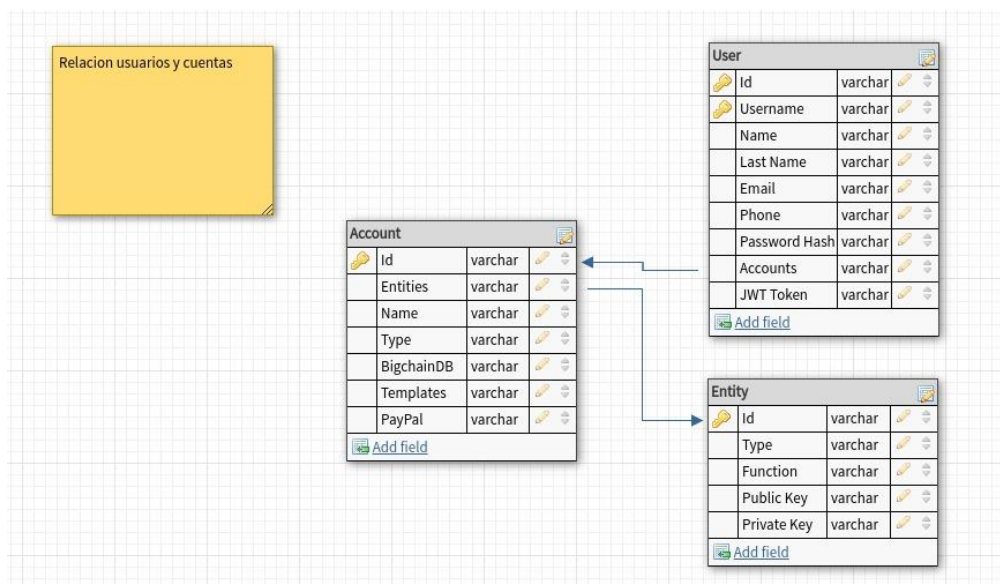 Relacion usuarios y cuentas
User
Id varchar
Username varchar
Name varchar
Last Name varchar
Email varchar
Phone varchar
Password Hash varchar
Accounts varchar
JWT Token varchar
Add field
Account
Id varchar
Entities varchar
Name varchar
Type varchar
BigchainDB varchar
Templates varchar
PayPal varchar
Add field
Entity
Id varchar
Type varchar
Function varchar
Public Key varchar
Private Key varchar
Add field